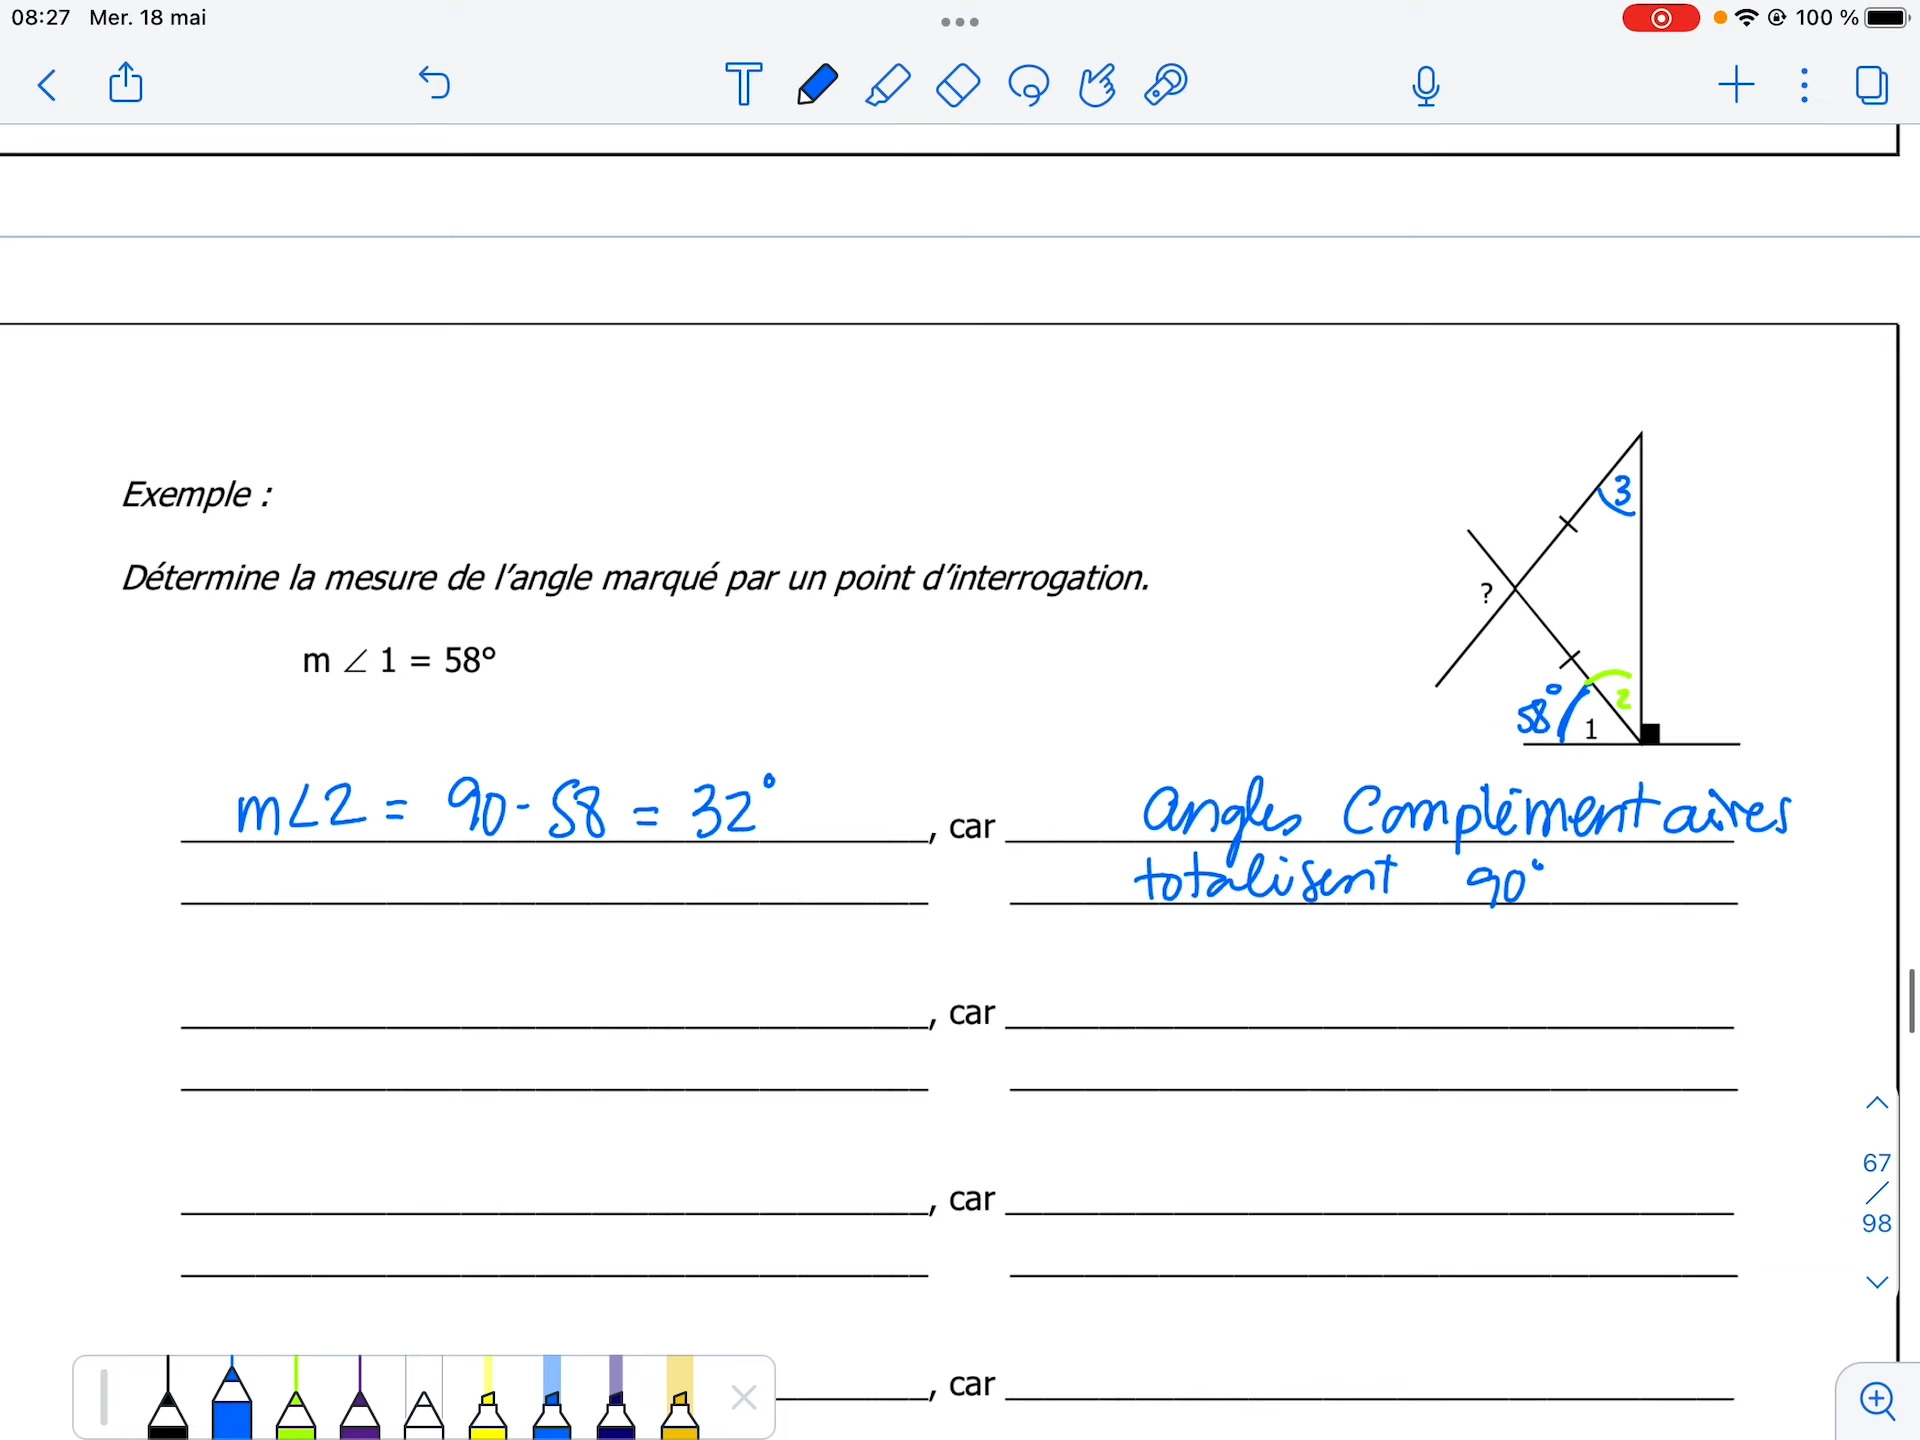 08:27 Mer. 18 mai
100 %
Exemple :
3
Détermine la mesure de l'angle marqué par un point d'interrogation.
?
m ∠ 1 = 58°
2
58°
1
m∠2 = 90 - 58 = 32°, car angles complémentaires
totalisent 90°
, car
67
/
98
, car
, car